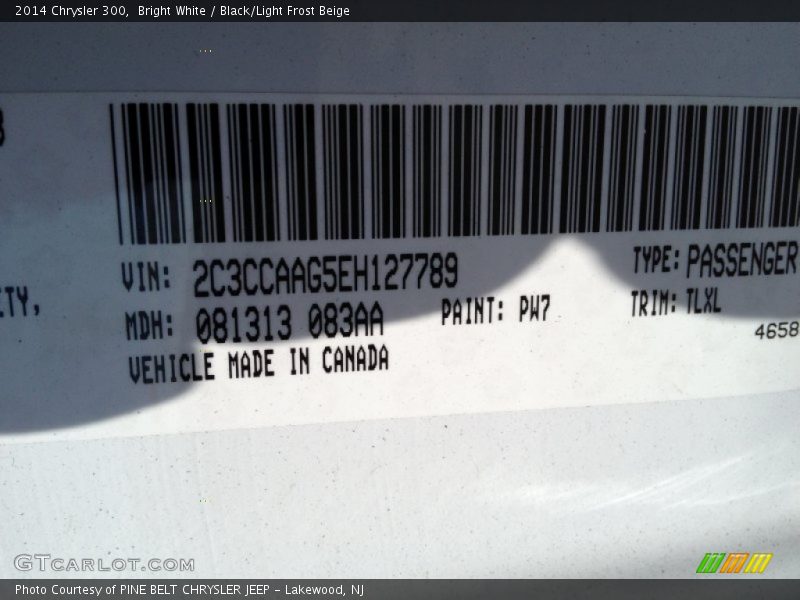 2014 Chrysler 300,  Bright White / Black/Light Frost Beige
VIN: 2C3CCAAG5EH127789
TYPE: PASSENGER
ITY,
MDH: 081313 083AA
PAINT: PW7
TRIM: TLXL
4658
VEHICLE MADE IN CANADA
GTCARLOT.COM
Photo Courtesy of PINE BELT CHRYSLER JEEP - Lakewood, NJ